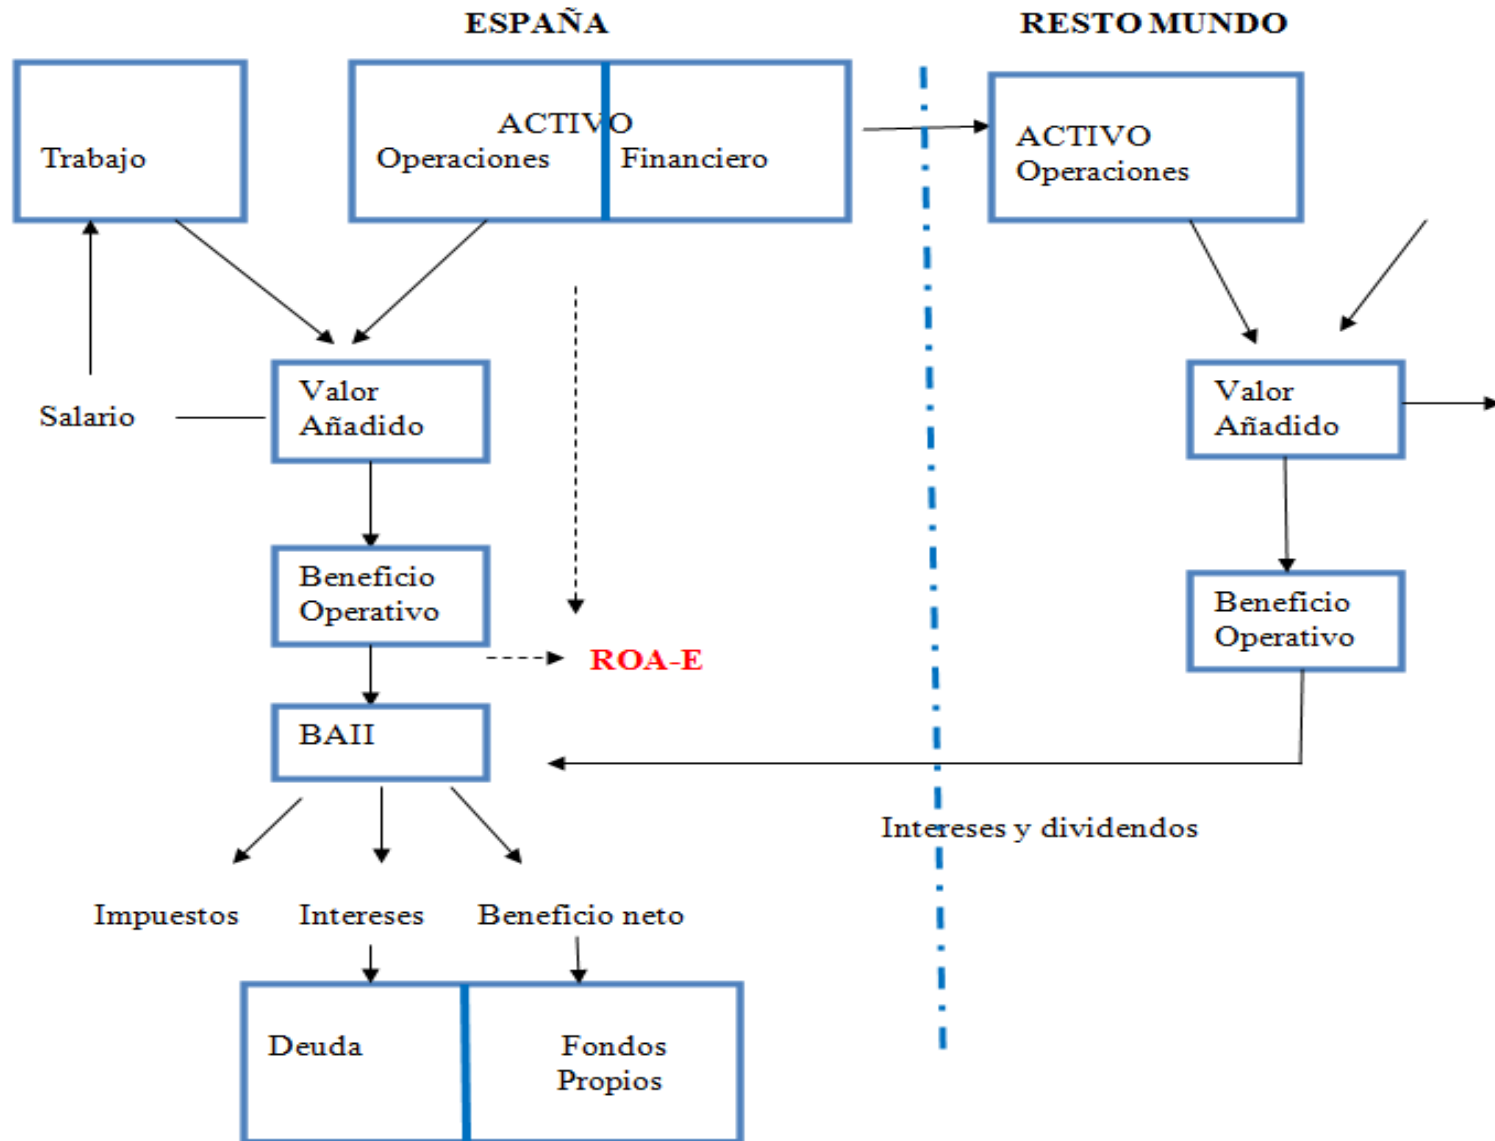 ESPAÑA
RESTO MUNDO
Trabajo
ACTIVO
Operaciones
Financiero
ACTIVO
Operaciones
Salario
Valor
Añadido
Valor
Añadido
Beneficio
Operativo
ROA-E
Beneficio
Operativo
BAII
Intereses y dividendos
Impuestos
Intereses
Beneficio neto
Deuda
Fondos
Propios